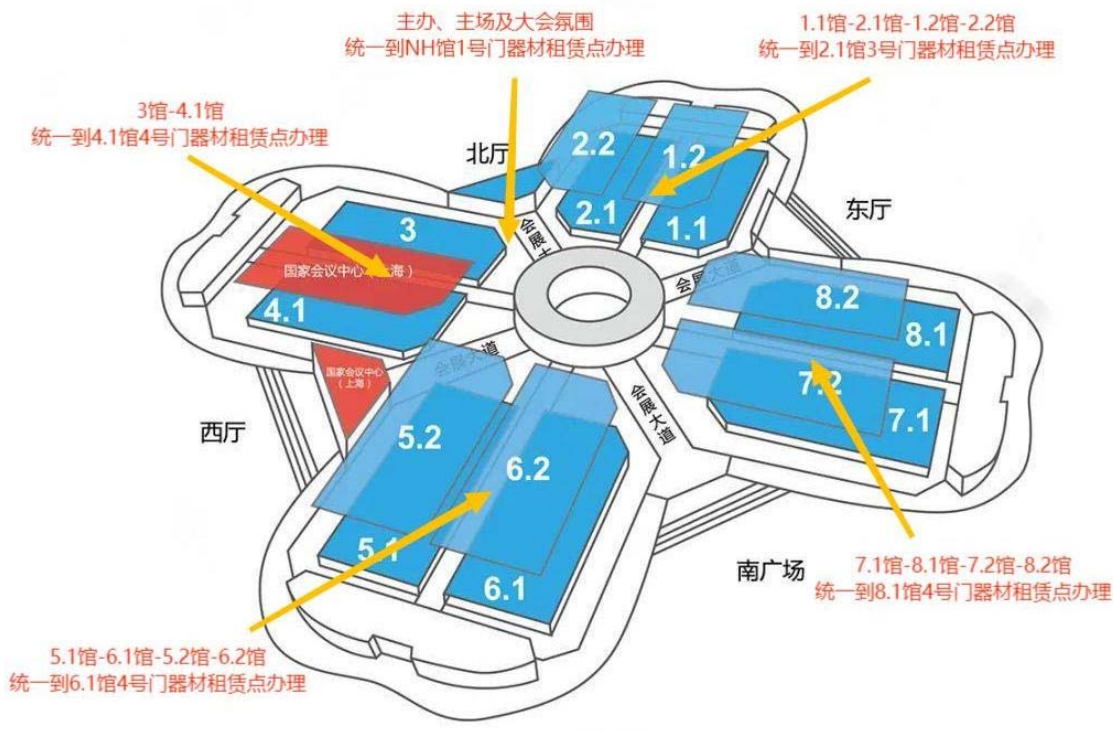 主办、主场及大会氛围
统一到NH馆1号门器材租赁点办理
1.1馆-2.1馆-1.2馆-2.2馆
统一到2.1馆3号门器材租赁点办理
3馆-4.1馆
统一到4.1馆4号门器材租赁点办理
北厅
2.2
1.2
2.1
1.1
东厅
会展大
3
国家会议中心（上海）
4.1
会展大道
8.2
8.1
国家会议中心
（上海）
会展大道
会展大道
7.2
7.1
西厅
5.2
6.2
5.1
6.1
南广场
7.1馆-8.1馆-7.2馆-8.2馆
统一到8.1馆4号门器材租赁点办理
5.1馆-6.1馆-5.2馆-6.2馆
统一到6.1馆4号门器材租赁点办理